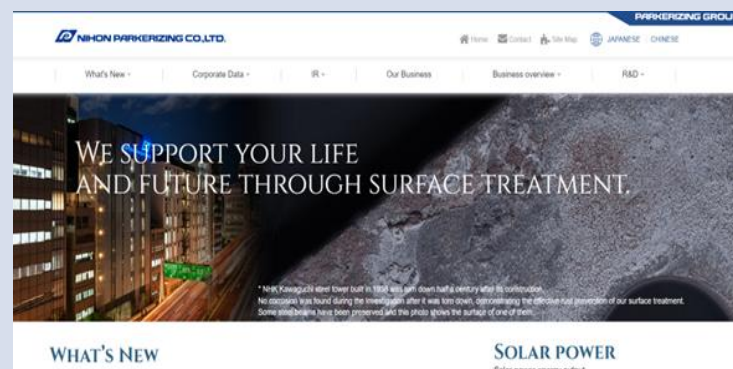 PARKERIZING GROUP
NIHON PARKERIZING CO.,LTD.
Home Contact Site Map JAPANESE CHINESE
What's New Corporate Data IR Our Business Business overview R&D
WE SUPPORT YOUR LIFE
AND FUTURE THROUGH SURFACE TREATMENT.
* NHK Kawaguchi steel tower built in was torn down half a century after its construction.
No corrosion was found during the investigation after it was torn down, demonstrating the effective rust prevention of our surface treatment.
Some steel beams have been preserved and this photo shows the surface of one of them.
WHAT'S NEW
SOLAR POWER